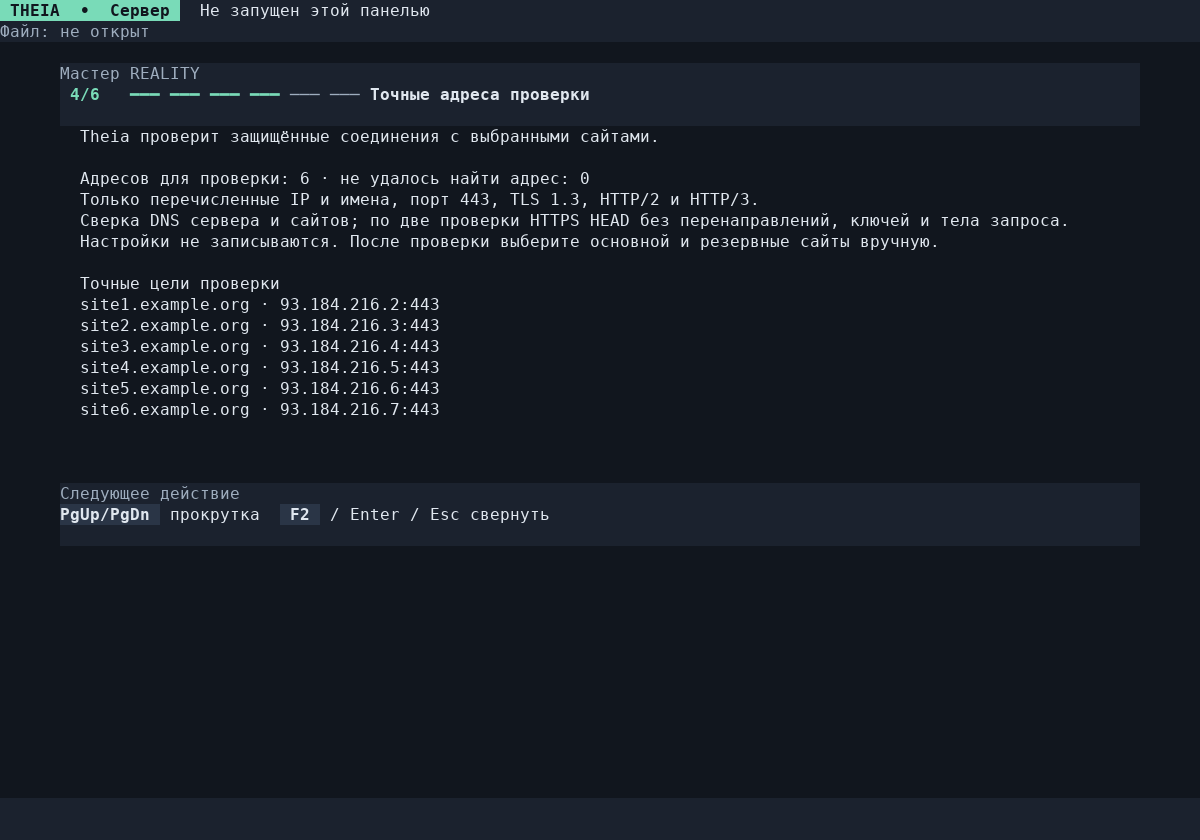 THEIA • Сервер Не запущен этой панелью
Файл: не открыт
Мастер REALITY
4/6 ━━━ ━━━ ━━━ ━━━ ─── ─── Точные адреса проверки
Theia проверит защищённые соединения с выбранными сайтами.
Адресов для проверки: 6 · не удалось найти адрес: 0
Только перечисленные IP и имена, порт 443, TLS 1.3, HTTP/2 и HTTP/3.
Сверка DNS сервера и сайтов; по две проверки HTTPS HEAD без перенаправлений, ключей и тела запроса.
Настройки не записываются. После проверки выберите основной и резервные сайты вручную.
Точные цели проверки
site1.example.org · 93.184.216.2:443
site2.example.org · 93.184.216.3:443
site3.example.org · 93.184.216.4:443
site4.example.org · 93.184.216.5:443
site5.example.org · 93.184.216.6:443
site6.example.org · 93.184.216.7:443
Следующее действие
PgUp/PgDn прокрутка F2 / Enter / Esc свернуть